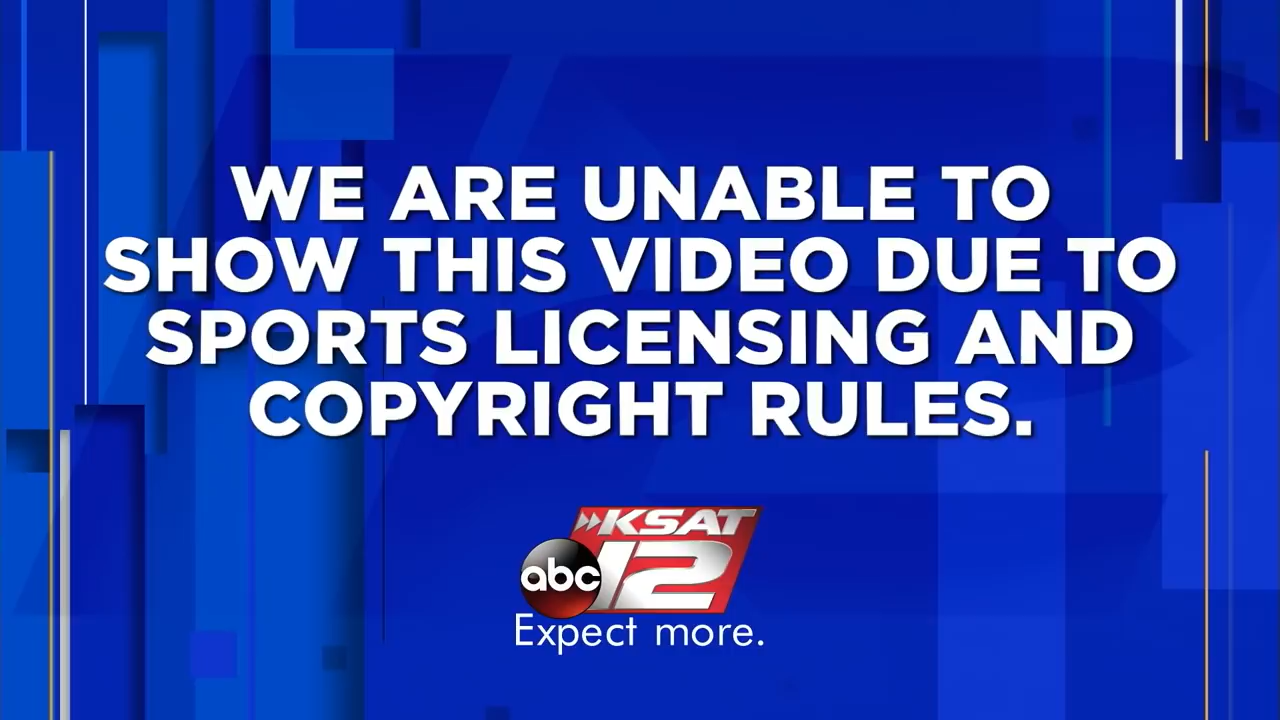 WE ARE UNABLE TO
SHOW THIS VIDEO DUE TO
SPORTS LICENSING AND
COPYRIGHT RULES.
KSAT
abc 12
Expect more.